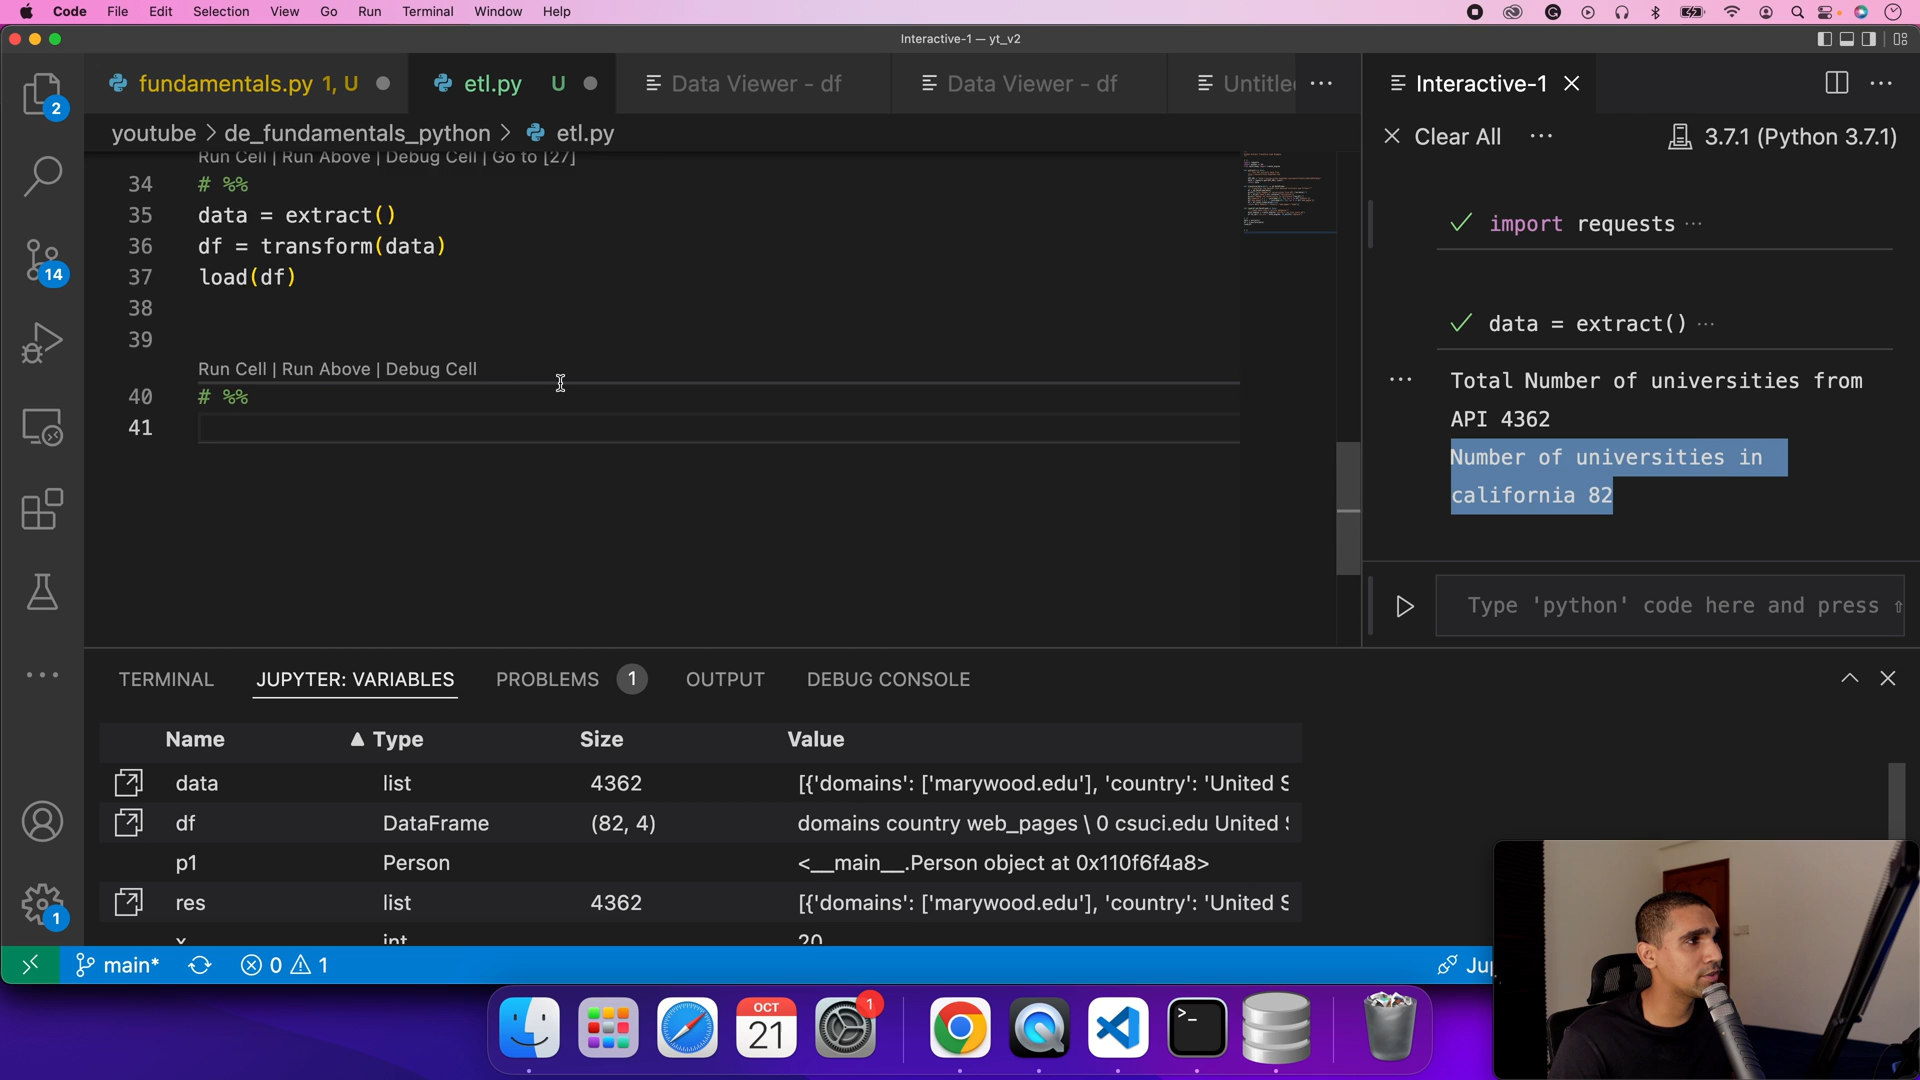 Code File Edit Selection View Go Run Terminal Window Help
Interactive-1 — yt_v2
fundamentals.py 1, U
etl.py U
Data Viewer - df
Data Viewer - df
Interactive-1
youtube > de_fundamentals_python > etl.py
Clear All
3.7.1 (Python 3.7.1)
Run Cell | Run Above | Debug Cell | Go to [27]
34 # %%
35 data = extract()
36 df = transform(data)
37 load(df)
38
39
Run Cell | Run Above | Debug Cell
40 # %%
41
import requests ...
data = extract() ...
Total Number of universities from
API 4362
Number of universities in
california 82
Type 'python' code here and press
2
14
1
TERMINAL JUPYTER: VARIABLES PROBLEMS 1 OUTPUT DEBUG CONSOLE
Name Type Size Value
data list 4362 [{'domains': ['marywood.edu'], 'country': 'United S
df DataFrame (82, 4) domains country web_pages \ 0 csuci.edu United
p1 Person <__main__.Person object at 0x110f6f4a8>
res list 4362 [{'domains': ['marywood.edu'], 'country': 'United S
x int 20
main* 0 1
OCT
21
1